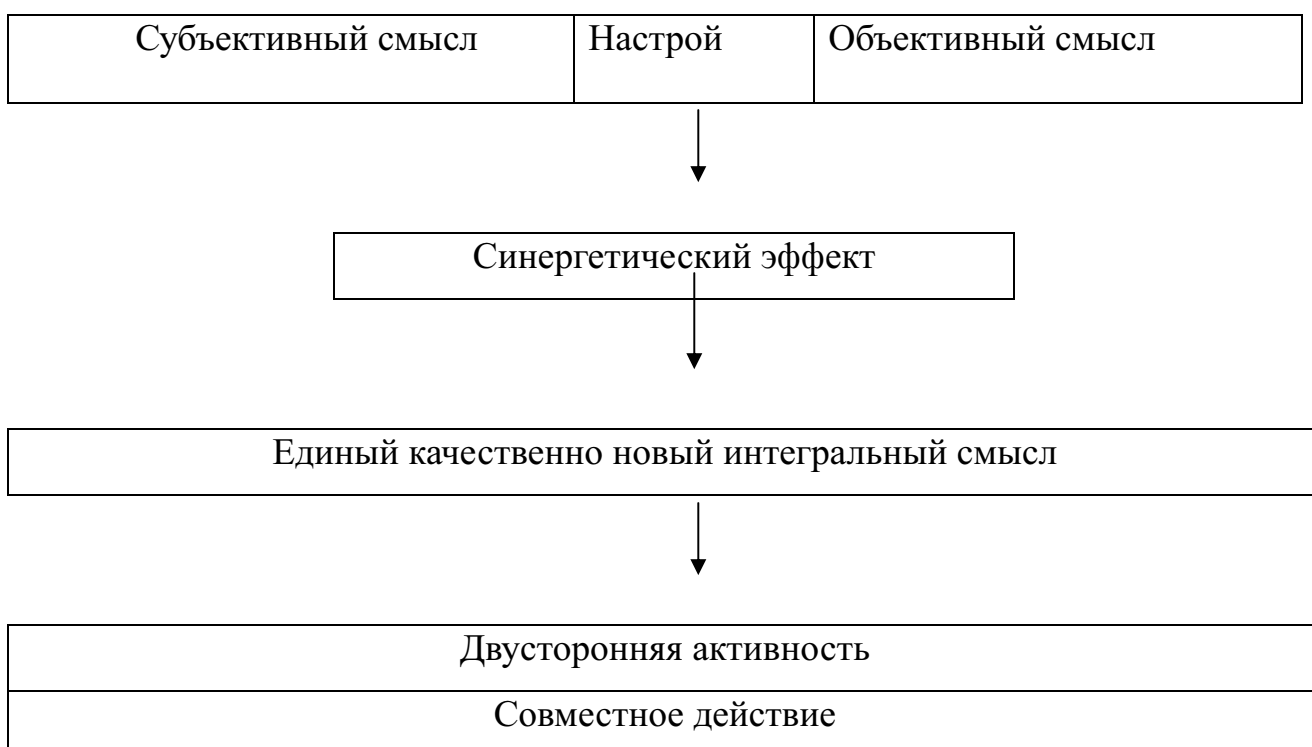 Субъективный смысл
Настрой
Объективный смысл
Синергетический эффект
Единый качественно новый интегральный смысл
Двусторонняя активность
Совместное действие